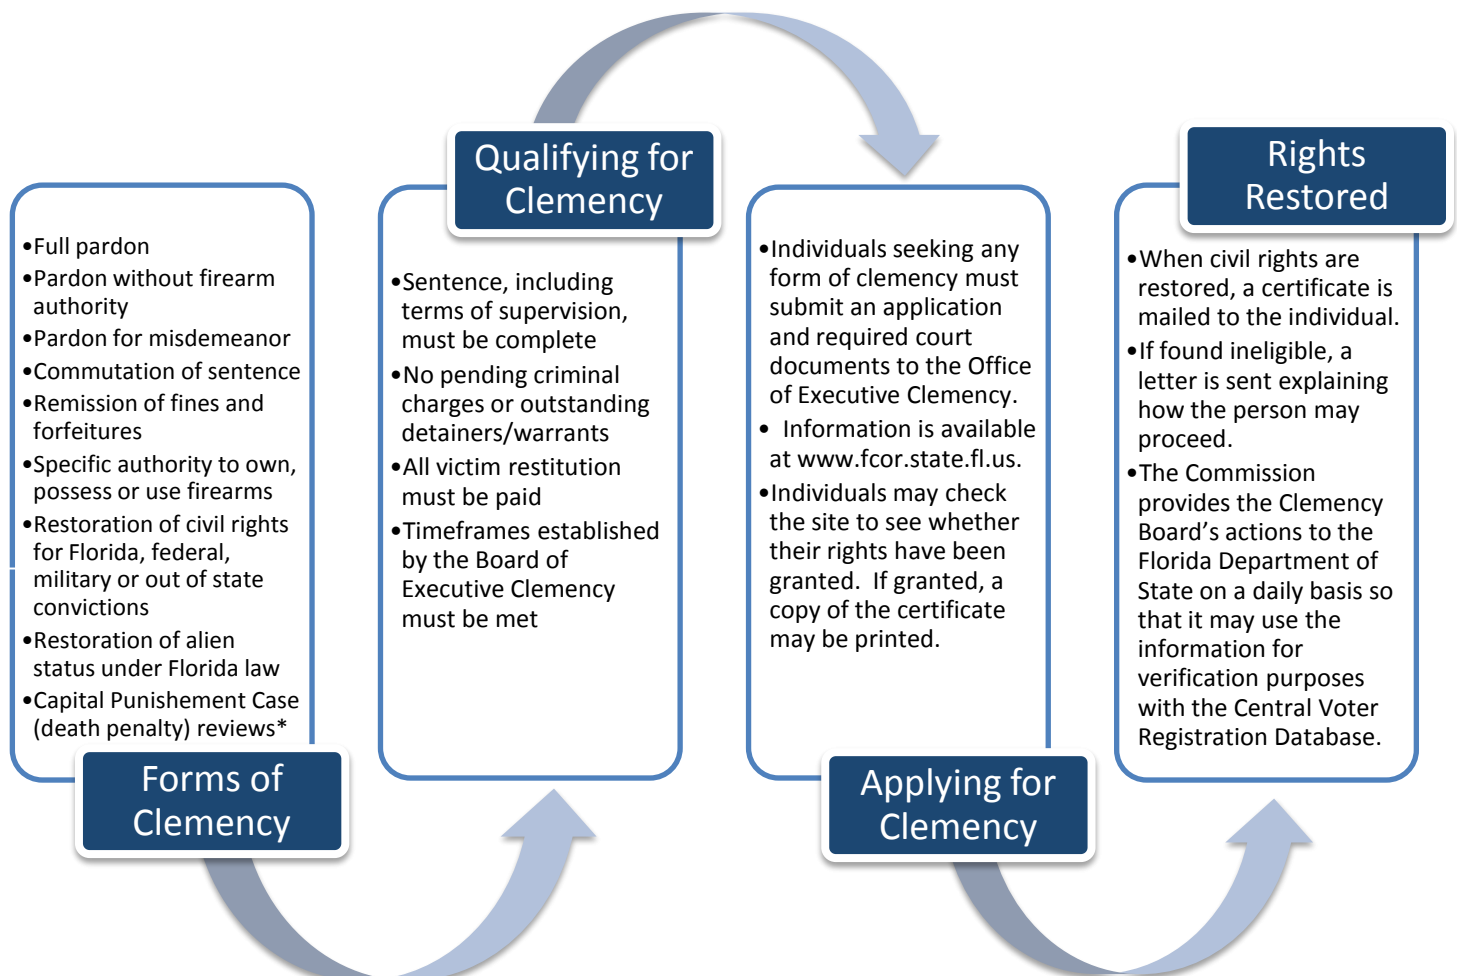 •Full pardon
•Pardon without firearm
authority
•Pardon for misdemeanor
•Commutation of sentence
•Remission of fines and
forfeitures
•Specific authority to own,
possess or use firearms
•Restoration of civil rights
for Florida, federal,
military or out of state
convictions
•Restoration of alien
status under Florida law
•Capital Punishement Case
(death penalty) reviews*
Forms of
Clemency
Qualifying for
Clemency
•Sentence, including
terms of supervision,
must be complete
•No pending criminal
charges or outstanding
detainers/warrants
•All victim restitution
must be paid
•Timeframes established
by the Board of
Executive Clemency
must be met
•Individuals seeking any
form of clemency must
submit an application
and required court
documents to the Office
of Executive Clemency.
• Information is available
at www.fcor.state.fl.us.
•Individuals may check
the site to see whether
their rights have been
granted. If granted, a
copy of the certificate
may be printed.
Applying for
Clemency
Rights
Restored
•When civil rights are
restored, a certificate is
mailed to the individual.
•If found ineligible, a
letter is sent explaining
how the person may
proceed.
•The Commission
provides the Clemency
Board’s actions to the
Florida Department of
State on a daily basis so
that it may use the
information for
verification purposes
with the Central Voter
Registration Database.